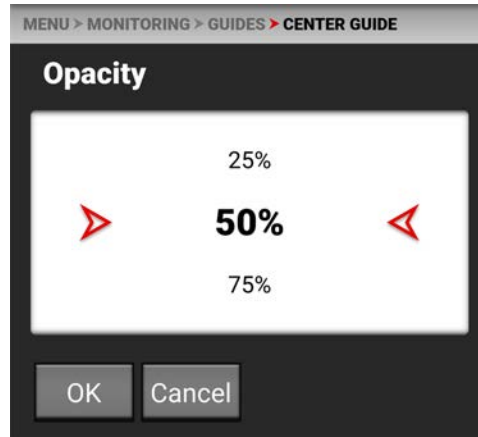 MENU > MONITORING > GUIDES > CENTER GUIDE
Opacity
25%
50%
75%
OK Cancel